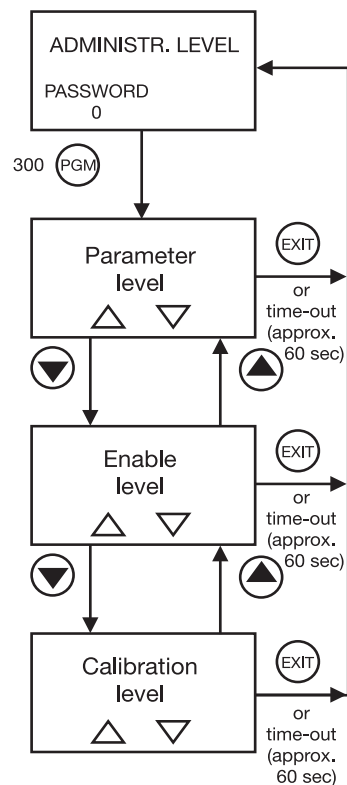 ADMINISTR. LEVEL
PASSWORD
0
300 PGM
Parameter
level
EXIT
or
time-out
(approx.
60 sec)
Enable
level
EXIT
or
time-out
(approx.
60 sec)
Calibration
level
EXIT
or
time-out
(approx.
60 sec)